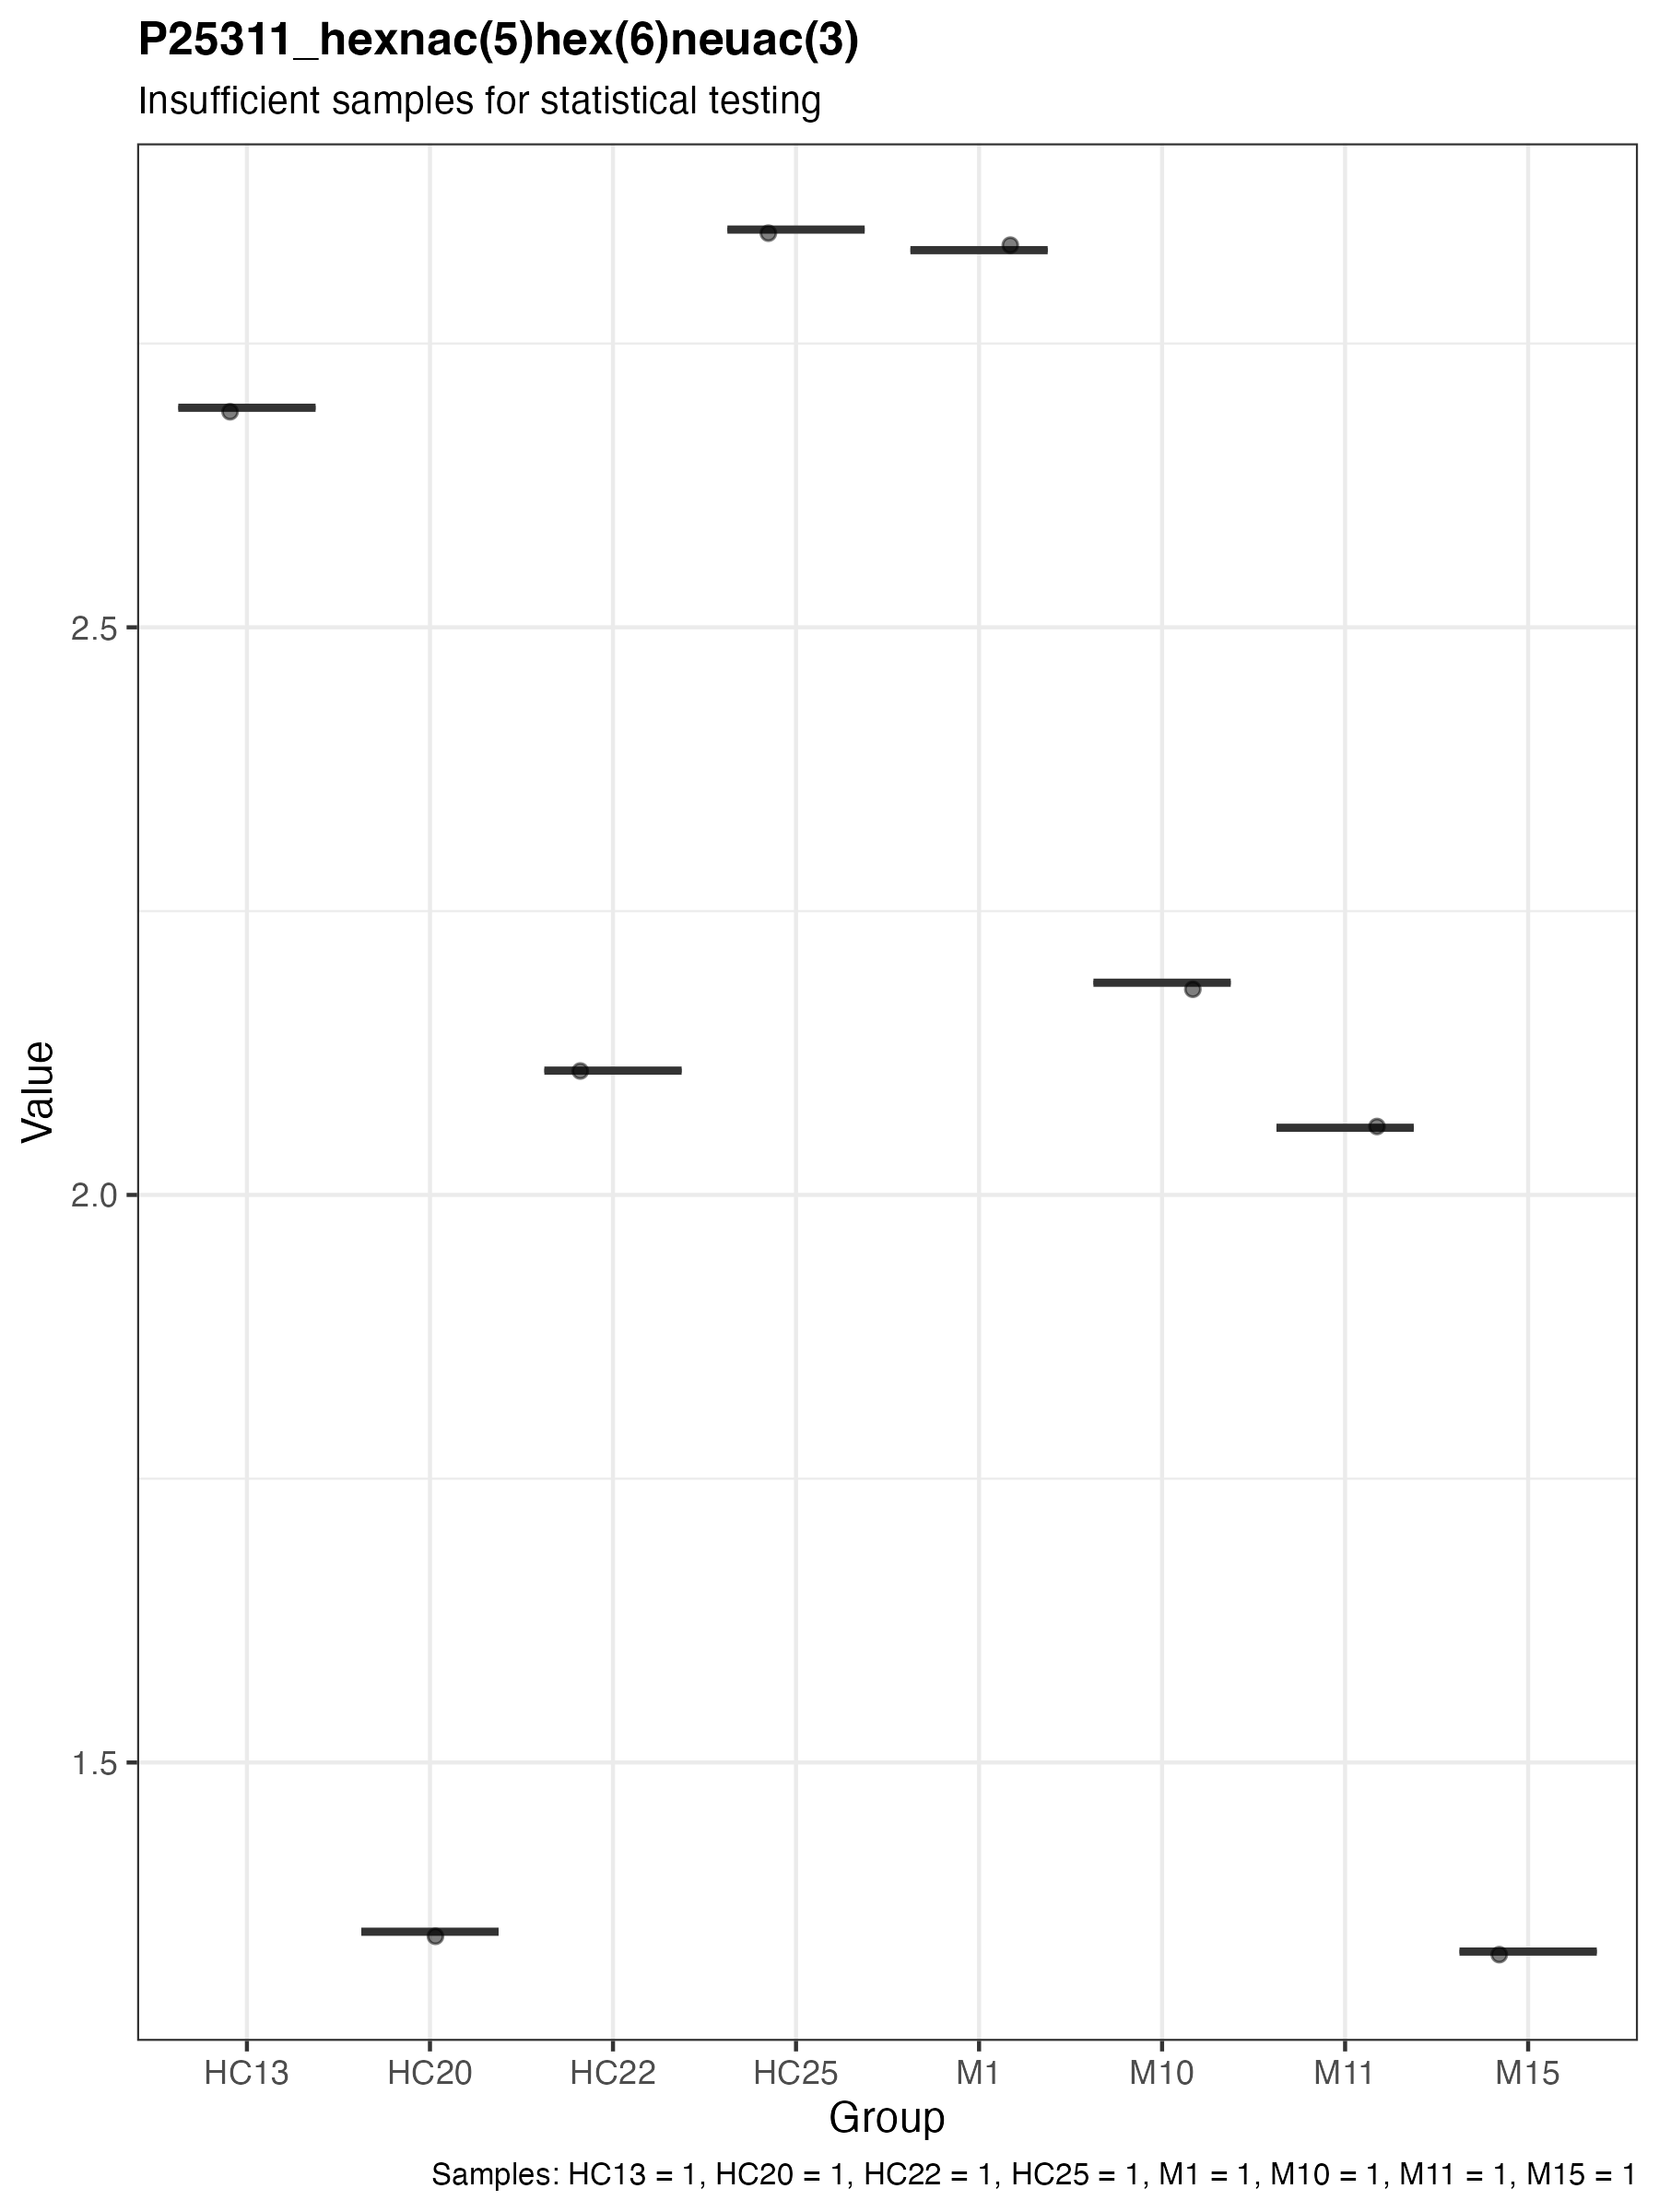 P25311_hexnac(5)hex(6)neuac(3)
Insufficient samples for statistical testing
Value
2.5
2.0
1.5
HC13 HC20 HC22 HC25 M1 M10 M11 M15
Group
Samples: HC13 = 1, HC20 = 1, HC22 = 1, HC25 = 1, M1 = 1, M10 = 1, M11 = 1, M15 = 1